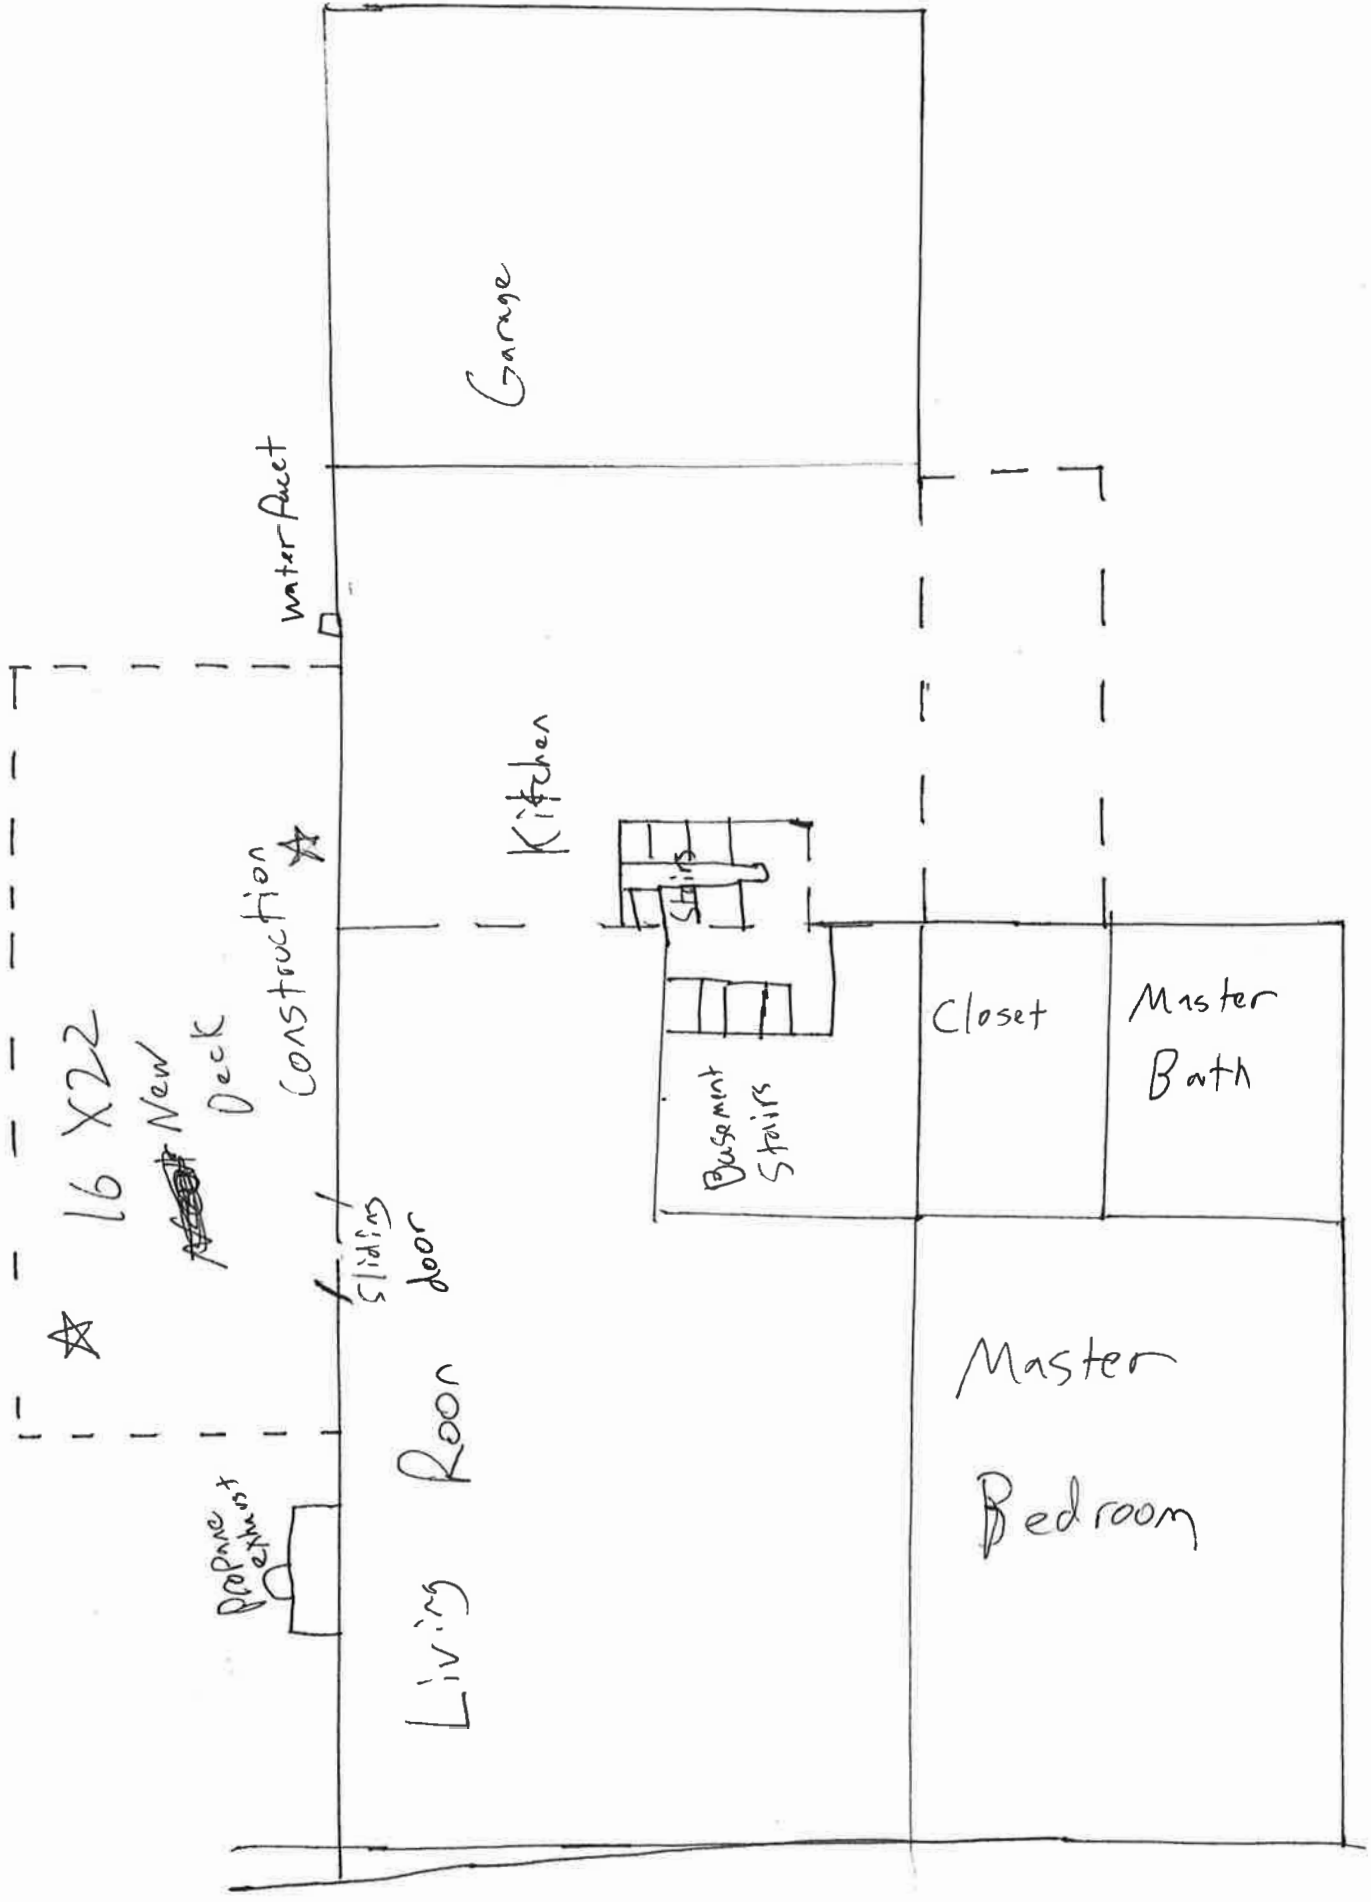 Garage
water facet
Kitchen
Stairs
16 X22
New
Deck
Construction
Sliding
door
Basement
Stairs
Closet
Master
Bath
propane
exhaust
Living Room
Master
Bedroom